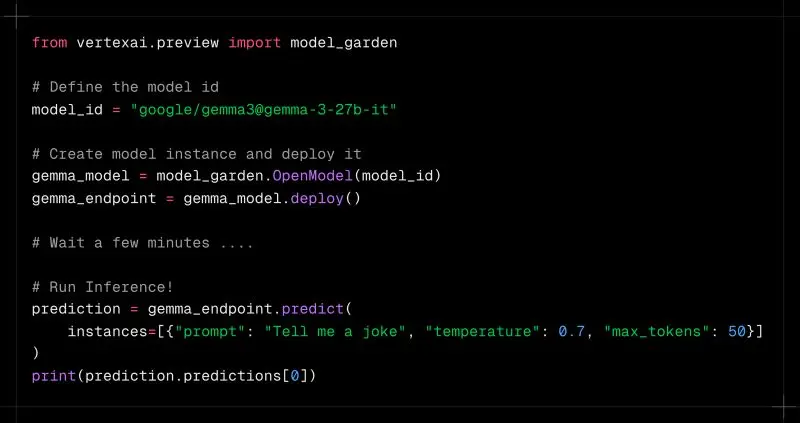 from vertexai.preview import model_garden
# Define the model id
model_id = "google/gemma3@gemma-3-27b-it"
# Create model instance and deploy it
gemma_model = model_garden.OpenModel(model_id)
gemma_endpoint = gemma_model.deploy()
# Wait a few minutes ....
# Run Inference!
prediction = gemma_endpoint.predict(
    instances=[{"prompt": "Tell me a joke", "temperature": 0.7, "max_tokens": 50}]
)
print(prediction.predictions[0])